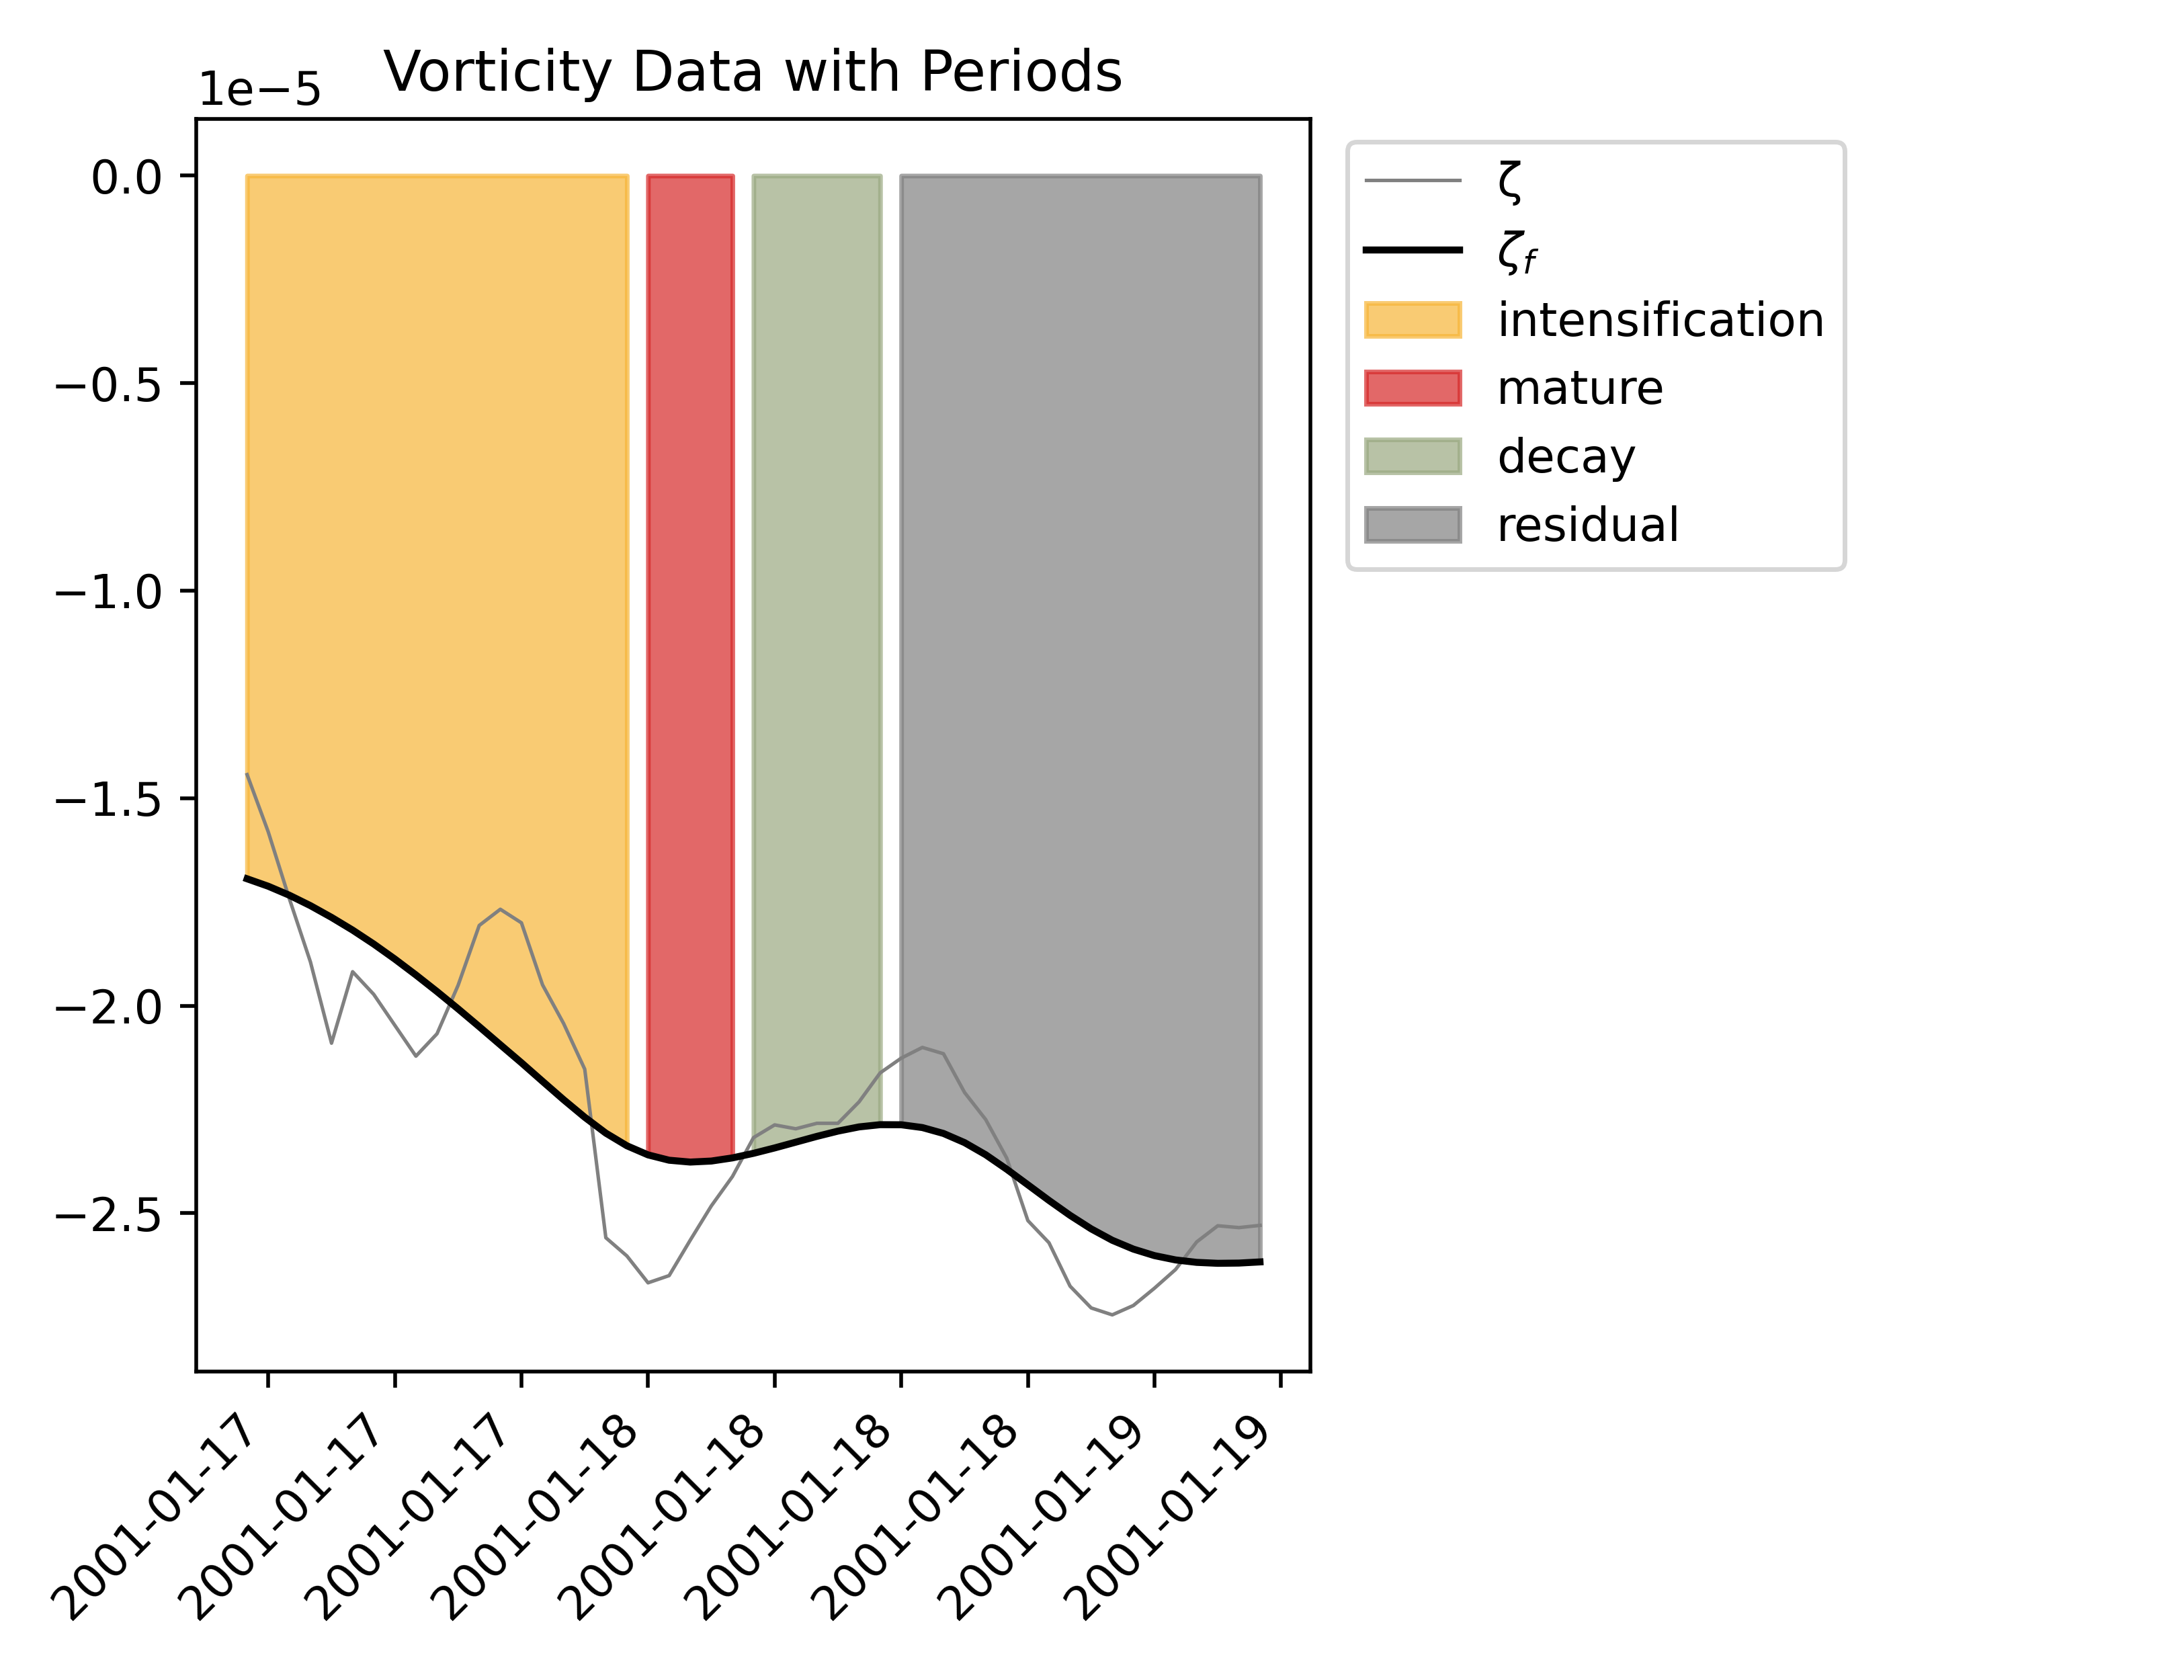 Vorticity Data with Periods
1e−5
0.0
−0.5
−1.0
−1.5
−2.0
−2.5
2001-01-17
2001-01-17
2001-01-17
2001-01-18
2001-01-18
2001-01-18
2001-01-18
2001-01-19
2001-01-19
ζ
ζf
intensification
mature
decay
residual